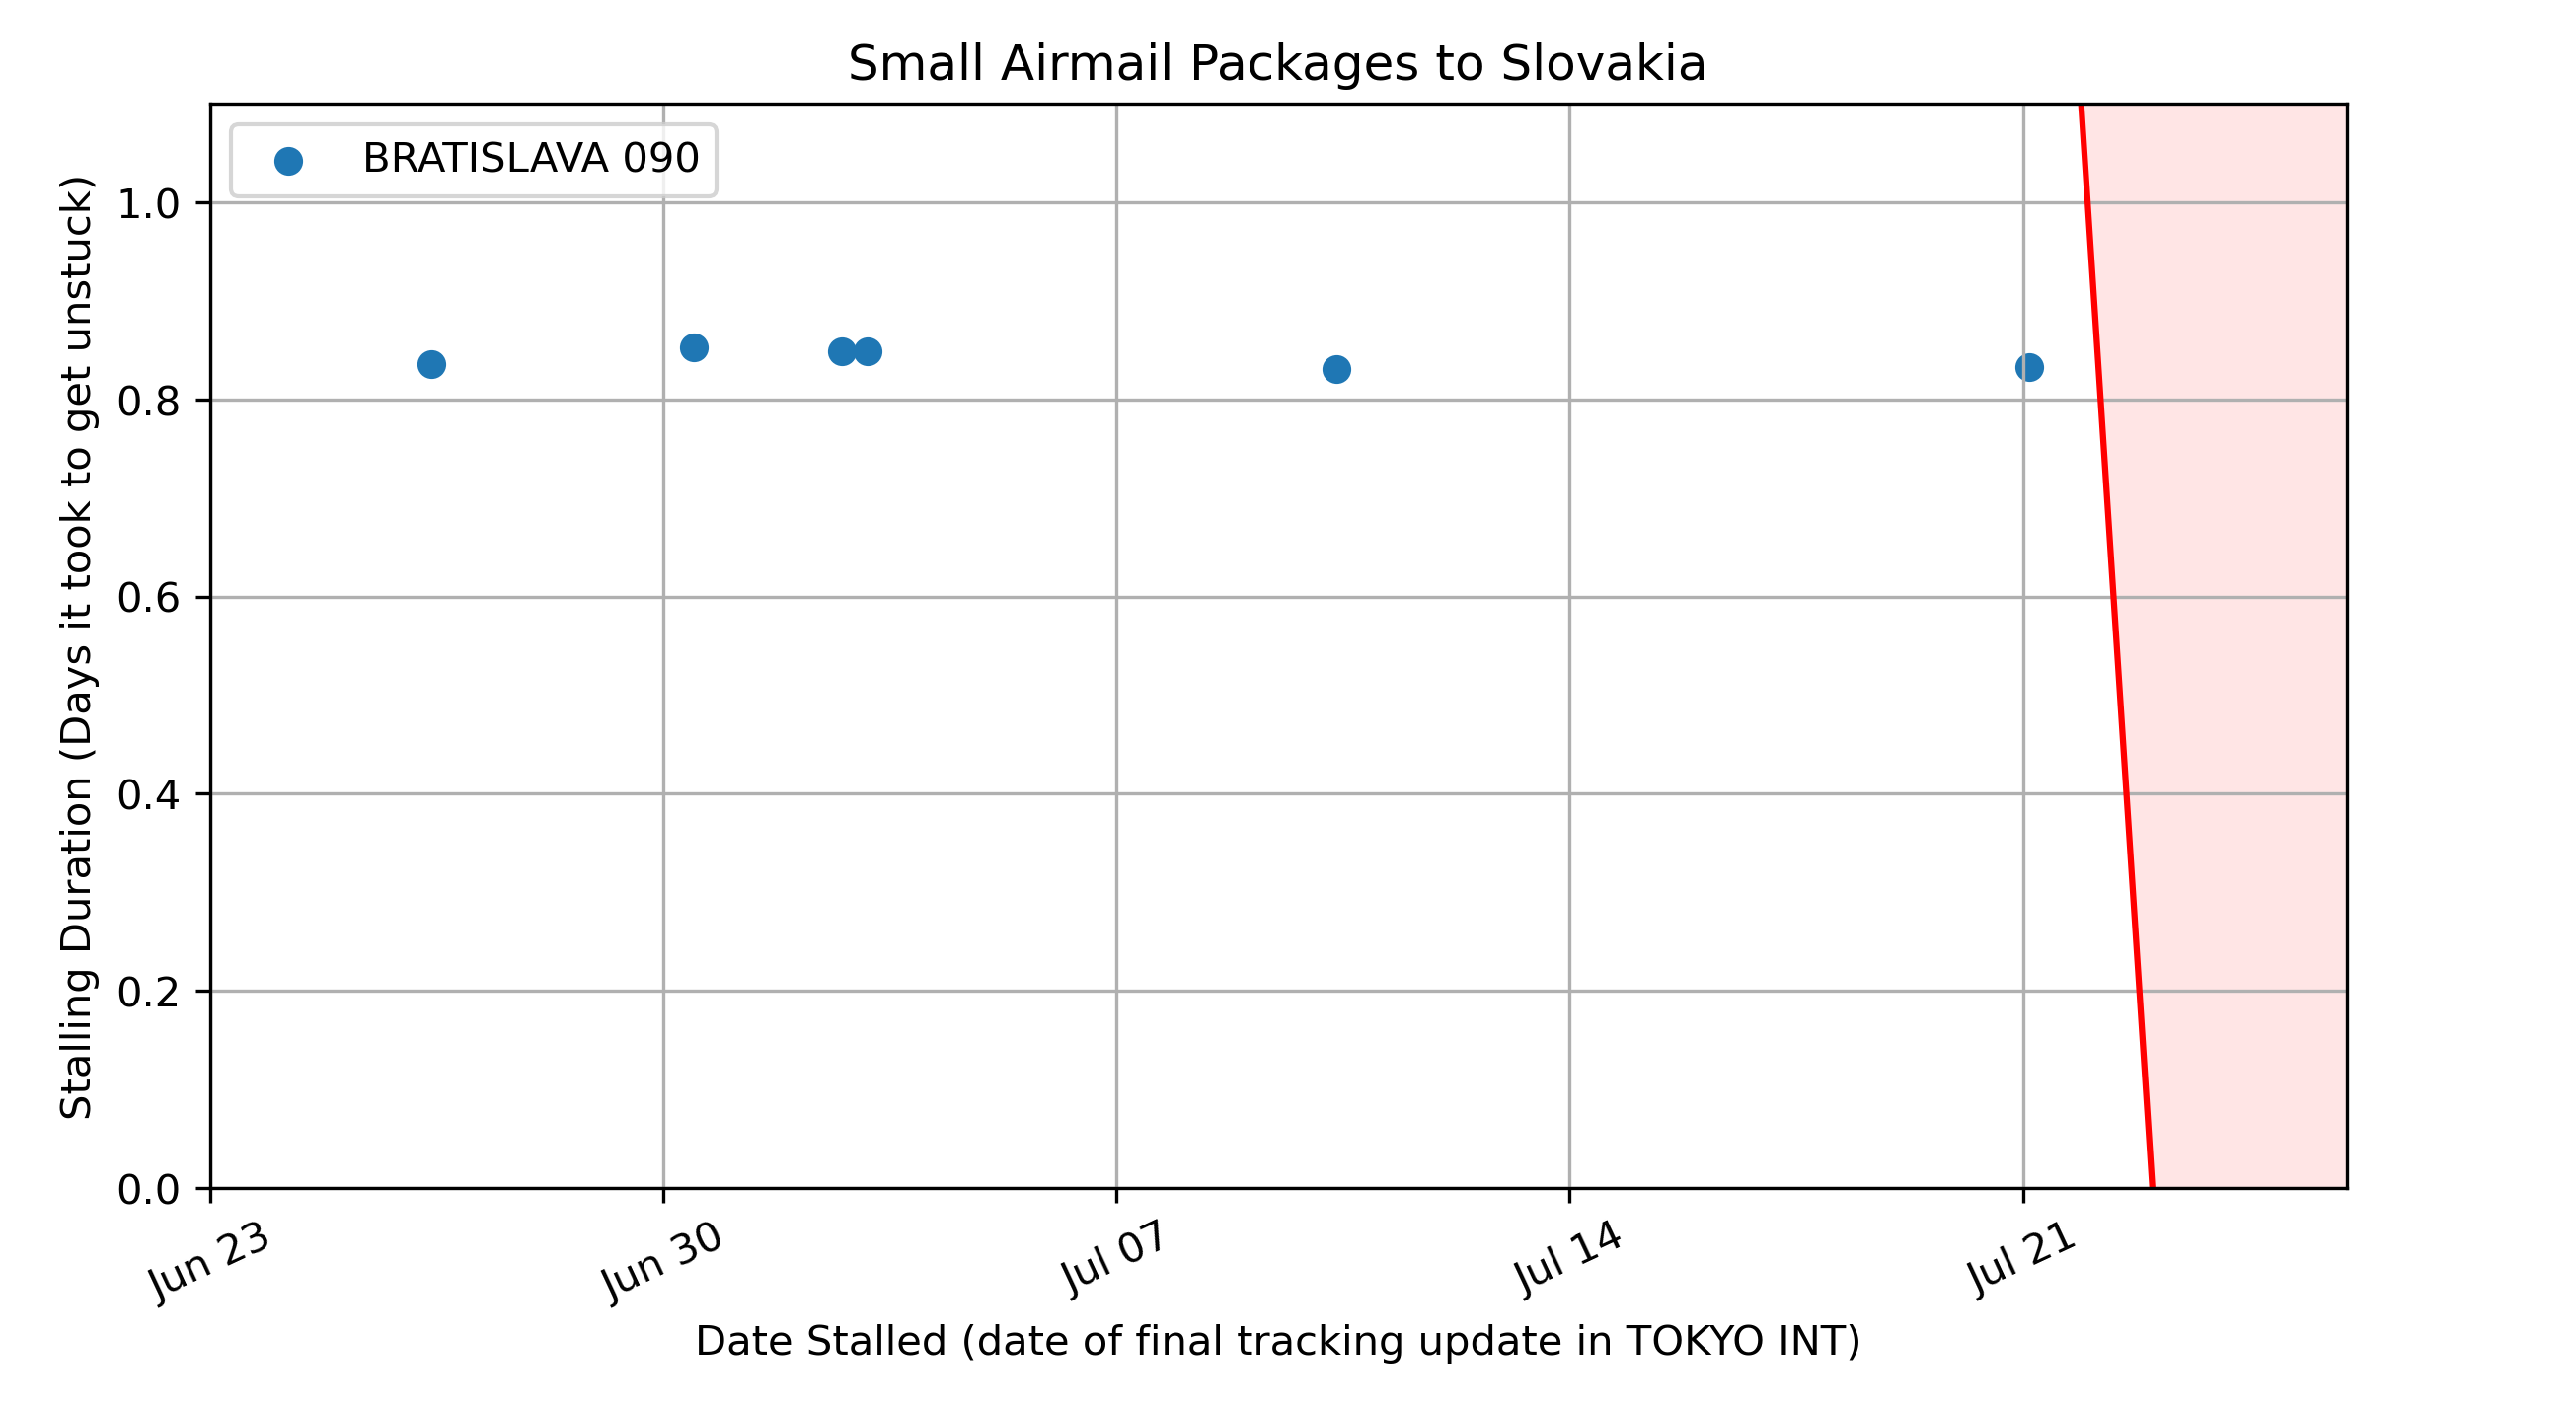 Small Airmail Packages to Slovakia
BRATISLAVA 090
Stalling Duration (Days it took to get unstuck)
1.0
0.8
0.6
0.4
0.2
0.0
Jun 23
Jun 30
Jul 07
Jul 14
Jul 21
Date Stalled (date of final tracking update in TOKYO INT)